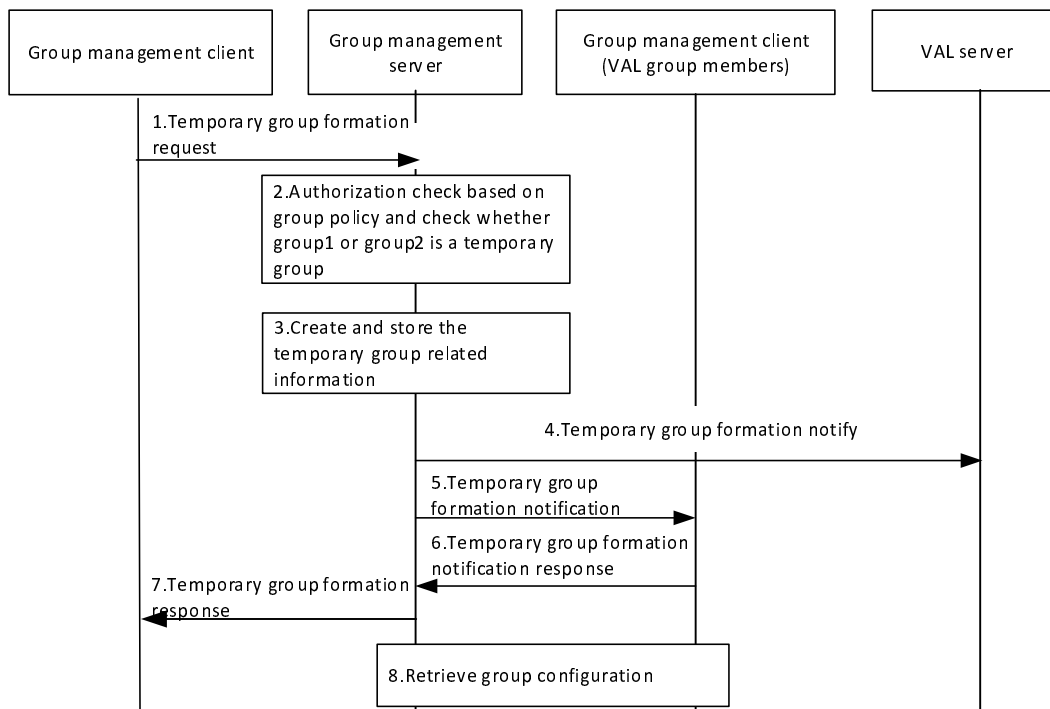 Group management client
Group management
server
Group management client
(VAL group members)
VAL server
1.Temporary group formation
request
2.Authorization check based on
group policy and check whether
group1 or group2 is a temporary
group
3.Create and store the
temporary group related
information
4.Temporary group formation notify
5.Temporary group
formation notification
6.Temporary group formation
notification response
7.Temporary group formation
response
8.Retrieve group configuration